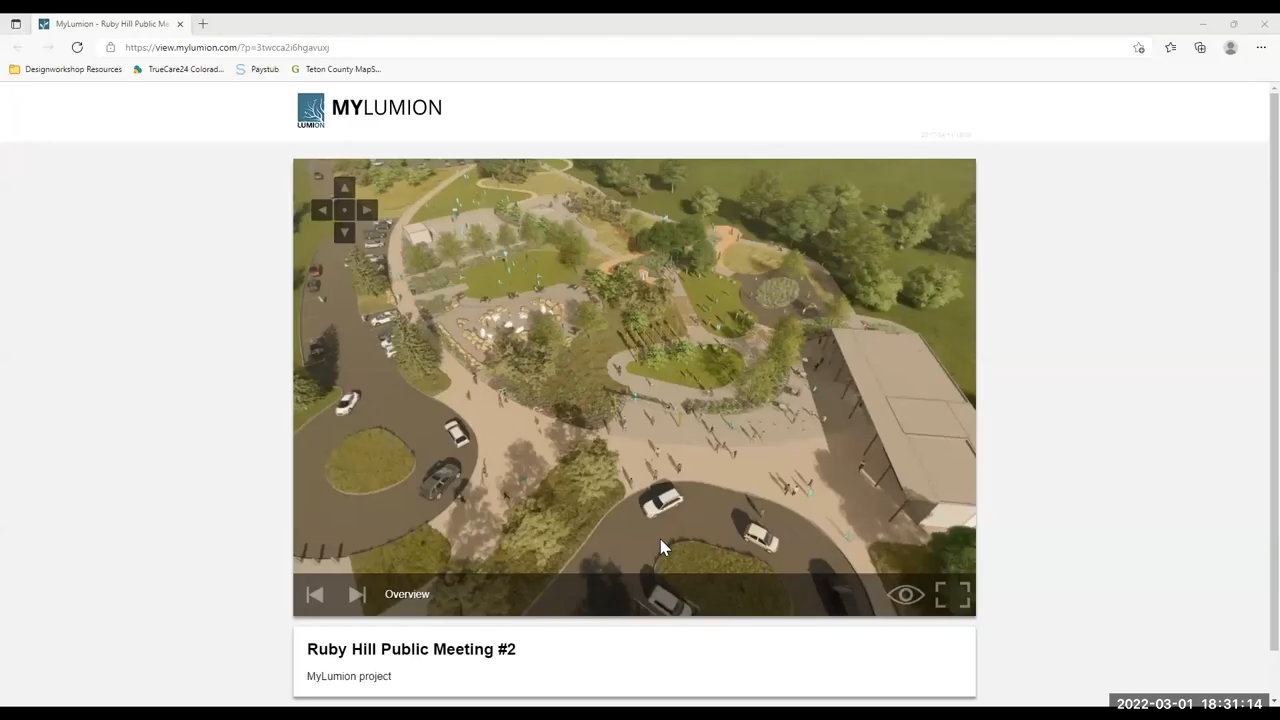 MyLumion - Ruby Hill Public Me
https://view.mylumion.com/?p=3twcca2i6hgavuxj
Designworkshop Resources
TrueCare24 Colorad...
Paystub
Teton County MapS...
LUMION
MYLUMION
Overview
Ruby Hill Public Meeting #2
MyLumion project
2022-03-01 18:31:14